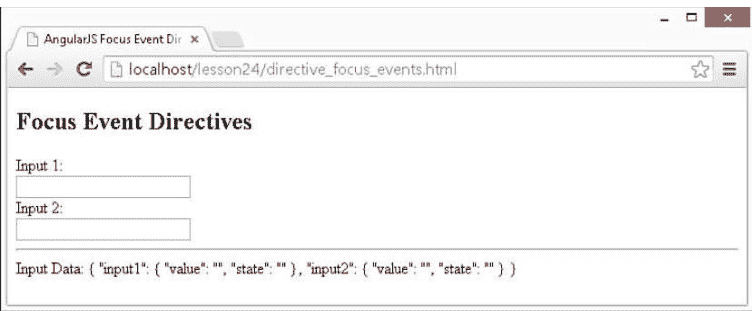 AngularJS Focus Event Dir
localhost/lesson24/directive_focus_events.html
Focus Event Directives
Input 1:
Input 2:
Input Data: { "input1": { "value": "", "state": "" }, "input2": { "value": "", "state": "" } }